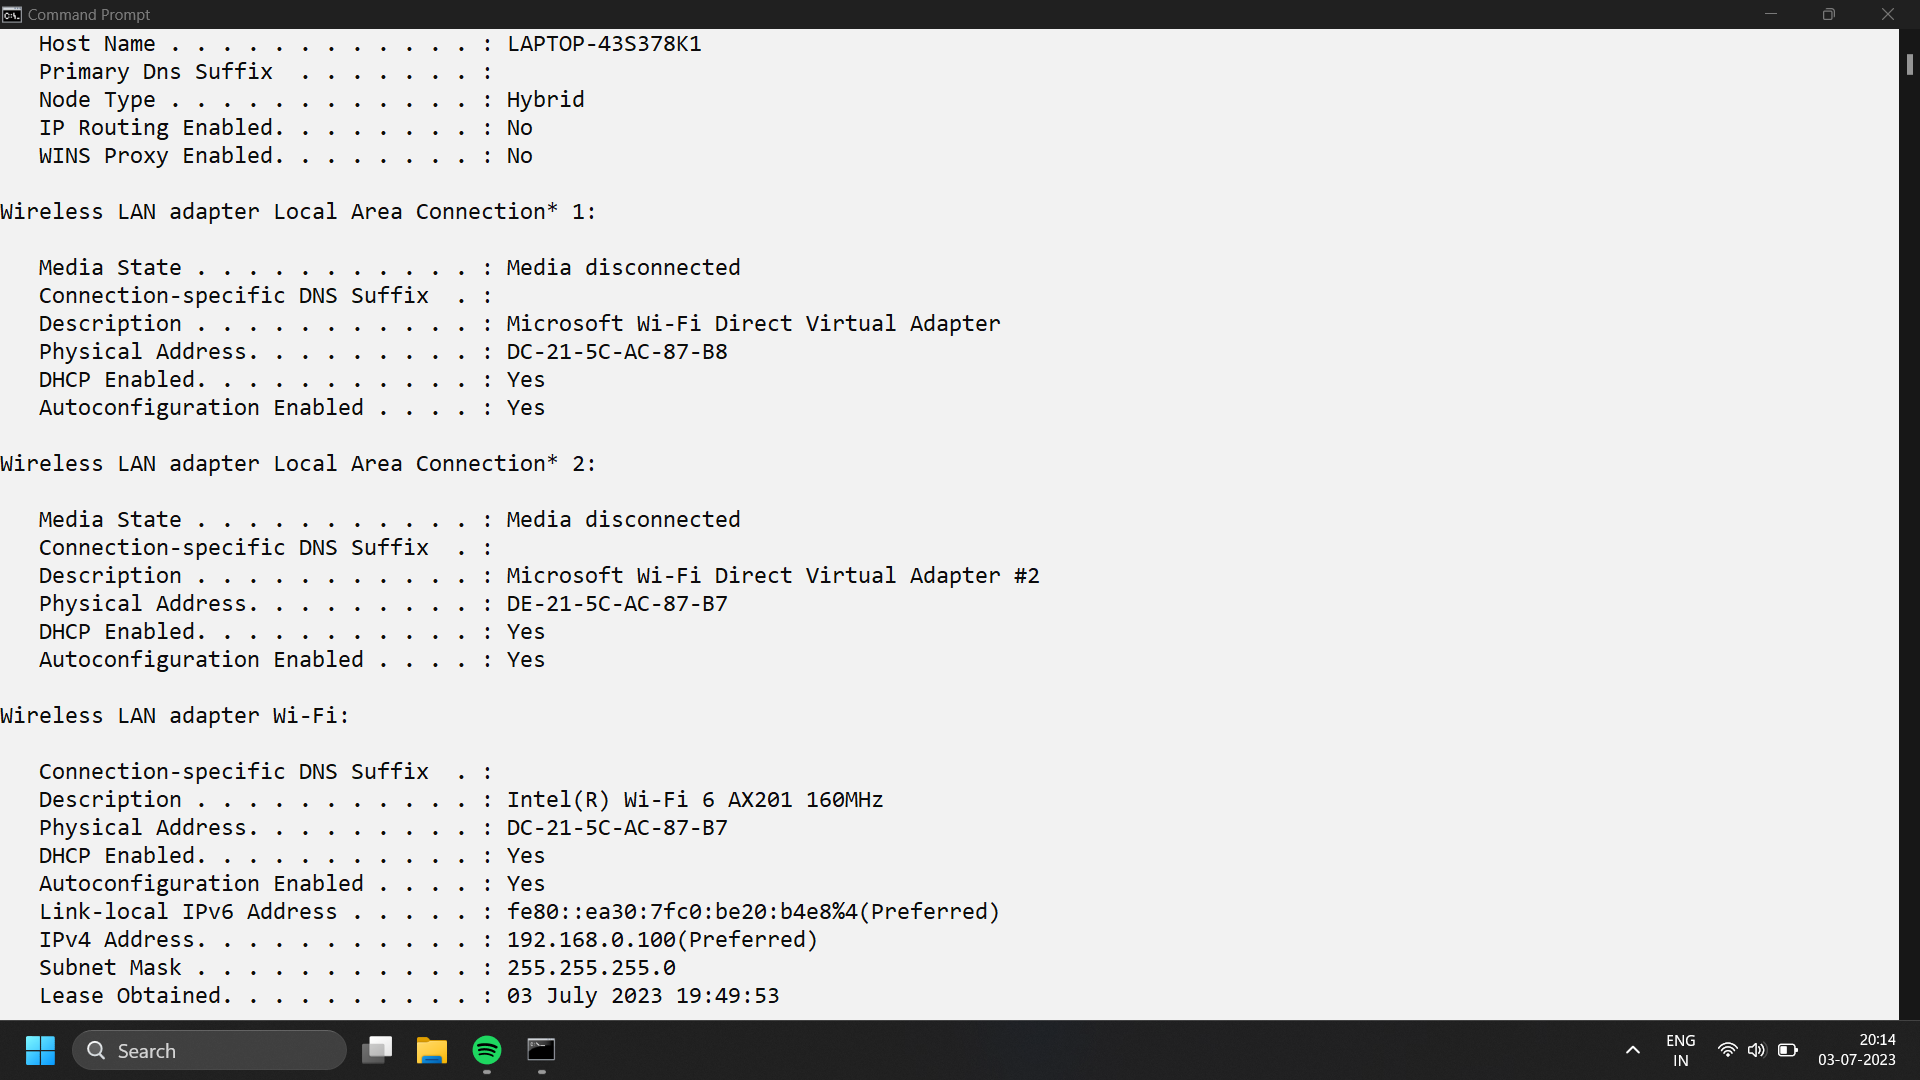 Command Prompt
Host Name . . . . . . . . . . . . : LAPTOP-43S378K1
Primary Dns Suffix  . . . . . . . :
Node Type . . . . . . . . . . . . : Hybrid
IP Routing Enabled. . . . . . . . : No
WINS Proxy Enabled. . . . . . . . : No
Wireless LAN adapter Local Area Connection* 1:
Media State . . . . . . . . . . . : Media disconnected
Connection-specific DNS Suffix  . :
Description . . . . . . . . . . . : Microsoft Wi-Fi Direct Virtual Adapter
Physical Address. . . . . . . . . : DC-21-5C-AC-87-B8
DHCP Enabled. . . . . . . . . . . : Yes
Autoconfiguration Enabled . . . . : Yes
Wireless LAN adapter Local Area Connection* 2:
Media State . . . . . . . . . . . : Media disconnected
Connection-specific DNS Suffix  . :
Description . . . . . . . . . . . : Microsoft Wi-Fi Direct Virtual Adapter #2
Physical Address. . . . . . . . . : DE-21-5C-AC-87-B7
DHCP Enabled. . . . . . . . . . . : Yes
Autoconfiguration Enabled . . . . : Yes
Wireless LAN adapter Wi-Fi:
Connection-specific DNS Suffix  . :
Description . . . . . . . . . . . : Intel(R) Wi-Fi 6 AX201 160MHz
Physical Address. . . . . . . . . : DC-21-5C-AC-87-B7
DHCP Enabled. . . . . . . . . . . : Yes
Autoconfiguration Enabled . . . . : Yes
Link-local IPv6 Address . . . . . : fe80::ea30:7fc0:be20:b4e8%4(Preferred)
IPv4 Address. . . . . . . . . . . : 192.168.0.100(Preferred)
Subnet Mask . . . . . . . . . . . : 255.255.255.0
Lease Obtained. . . . . . . . . . : 03 July 2023 19:49:53
Search
ENG
IN
20:14
03-07-2023